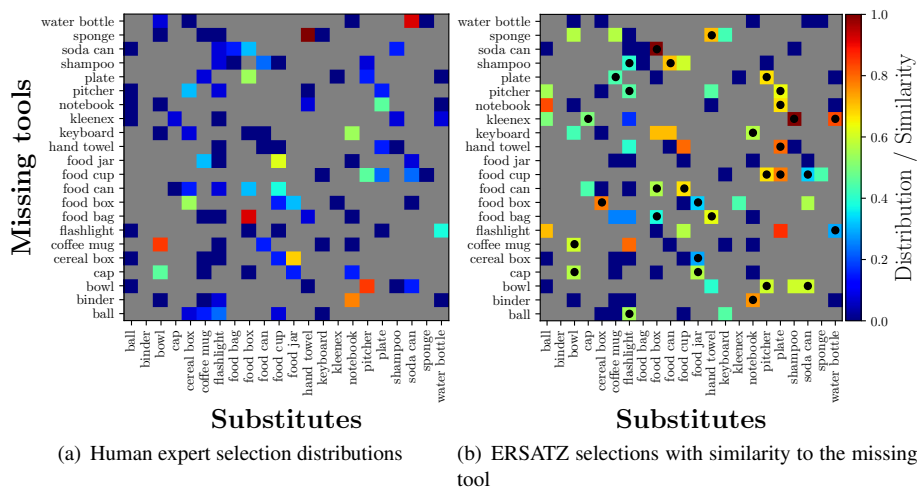 Missing tools
water bottle
sponge
soda can
shampoo
plate
pitcher
notebook
kleenex
keyboard
hand towel
food jar
food cup
food can
food box
food bag
flashlight
coffee mug
cereal box
cap
bowl
binder
ball
ball
binder
bowl
cap
cereal box
coffee mug
flashlight
food bag
food box
food can
food cup
food jar
hand towel
keyboard
kleenex
notebook
pitcher
plate
shampoo
soda can
sponge
water bottle
Substitutes
(a) Human expert selection distributions
water bottle
sponge
soda can
shampoo
plate
pitcher
notebook
kleenex
keyboard
hand towel
food jar
food cup
food can
food box
food bag
flashlight
coffee mug
cereal box
cap
bowl
binder
ball
ball
binder
bowl
cap
cereal box
coffee mug
flashlight
food bag
food box
food can
food cup
food jar
hand towel
keyboard
kleenex
notebook
pitcher
plate
shampoo
soda can
sponge
water bottle
Substitutes
1.0
0.8
0.6
0.4
0.2
0.0
Distribution / Similarity
(b) ERSATZ selections with similarity to the missing
tool